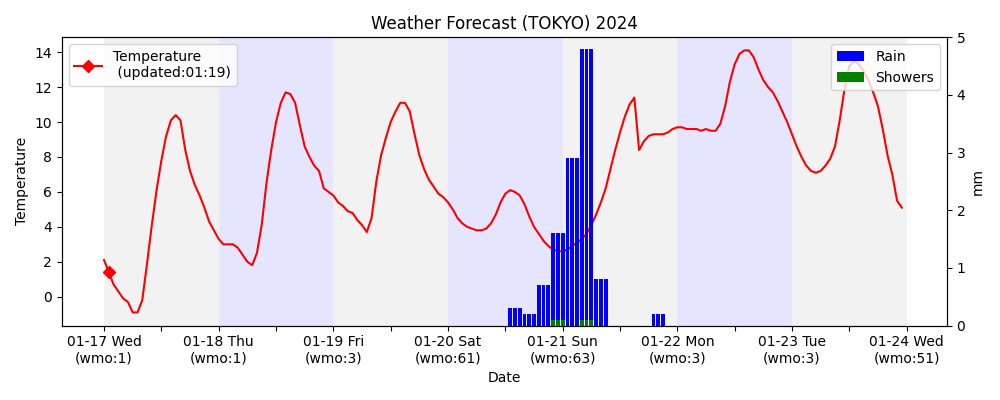 Weather Forecast (TOKYO) 2024
Temperature
(updated:01:19)
Rain
Showers
Temperature
14
12
10
8
6
4
2
0
5
4
3
2
1
0
mm
01-17 Wed
(wmo:1)
01-18 Thu
(wmo:1)
01-19 Fri
(wmo:3)
01-20 Sat
(wmo:61)
01-21 Sun
(wmo:63)
01-22 Mon
(wmo:3)
01-23 Tue
(wmo:3)
01-24 Wed
(wmo:51)
Date